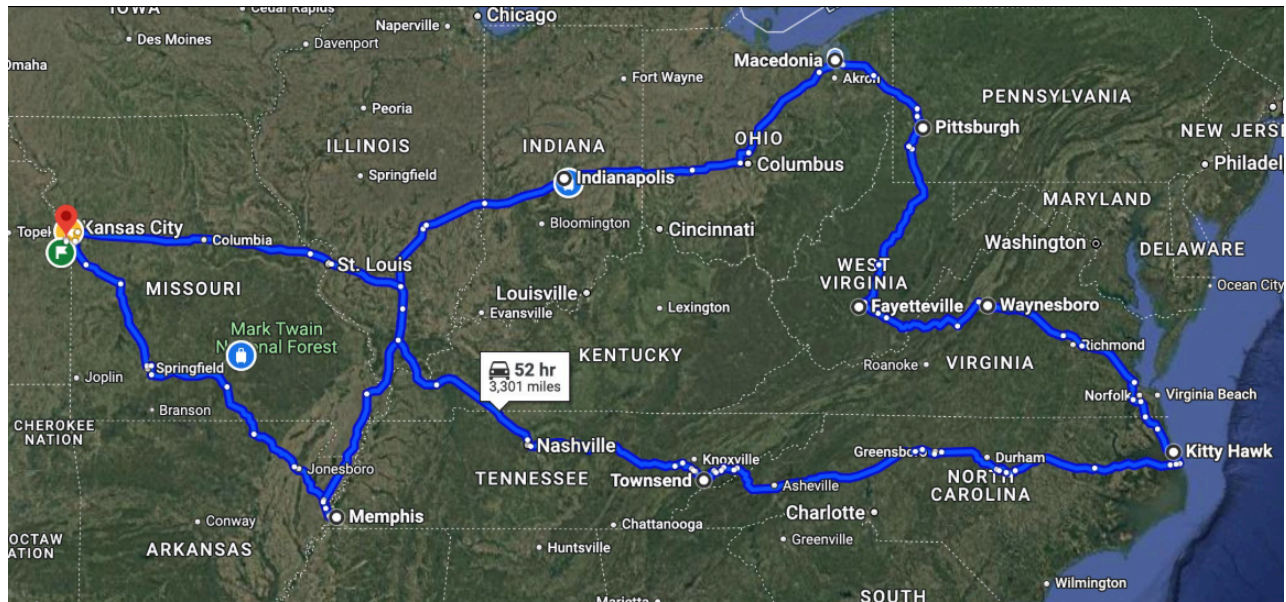 IOWA
Cedar Rapids
Naperville
Chicago
Des Moines
Davenport
Omaha
Fort Wayne
Macedonia
Akron
Peoria
PENNSYLVANIA
Pittsburgh
NEW JERS
ILLINOIS
INDIANA
OHIO
Columbus
Philadel
Springfield
Indianapolis
MARYLAND
Kansas City
Topek
Columbia
Bloomington
Cincinnati
Washington
DELAWARE
St. Louis
WEST
VIRGINIA
MISSOURI
Louisville
Lexington
Fayetteville
Waynesboro
Ocean City
Evansville
Mark Twain
National Forest
KENTUCKY
Richmond
52 hr
3,301 miles
Roanoke
VIRGINIA
Springfield
Joplin
Norfolk
Virginia Beach
Branson
CHEROKEE
NATION
Nashville
Greensboro
Durham
Kitty Hawk
Jonesboro
TENNESSEE
Knoxville
Townsend
Asheville
NORTH
CAROLINA
Memphis
Conway
Chattanooga
Charlotte
OCTAW
ATION
ARKANSAS
Huntsville
Greenville
Wilmington
Marietta
SOUTH